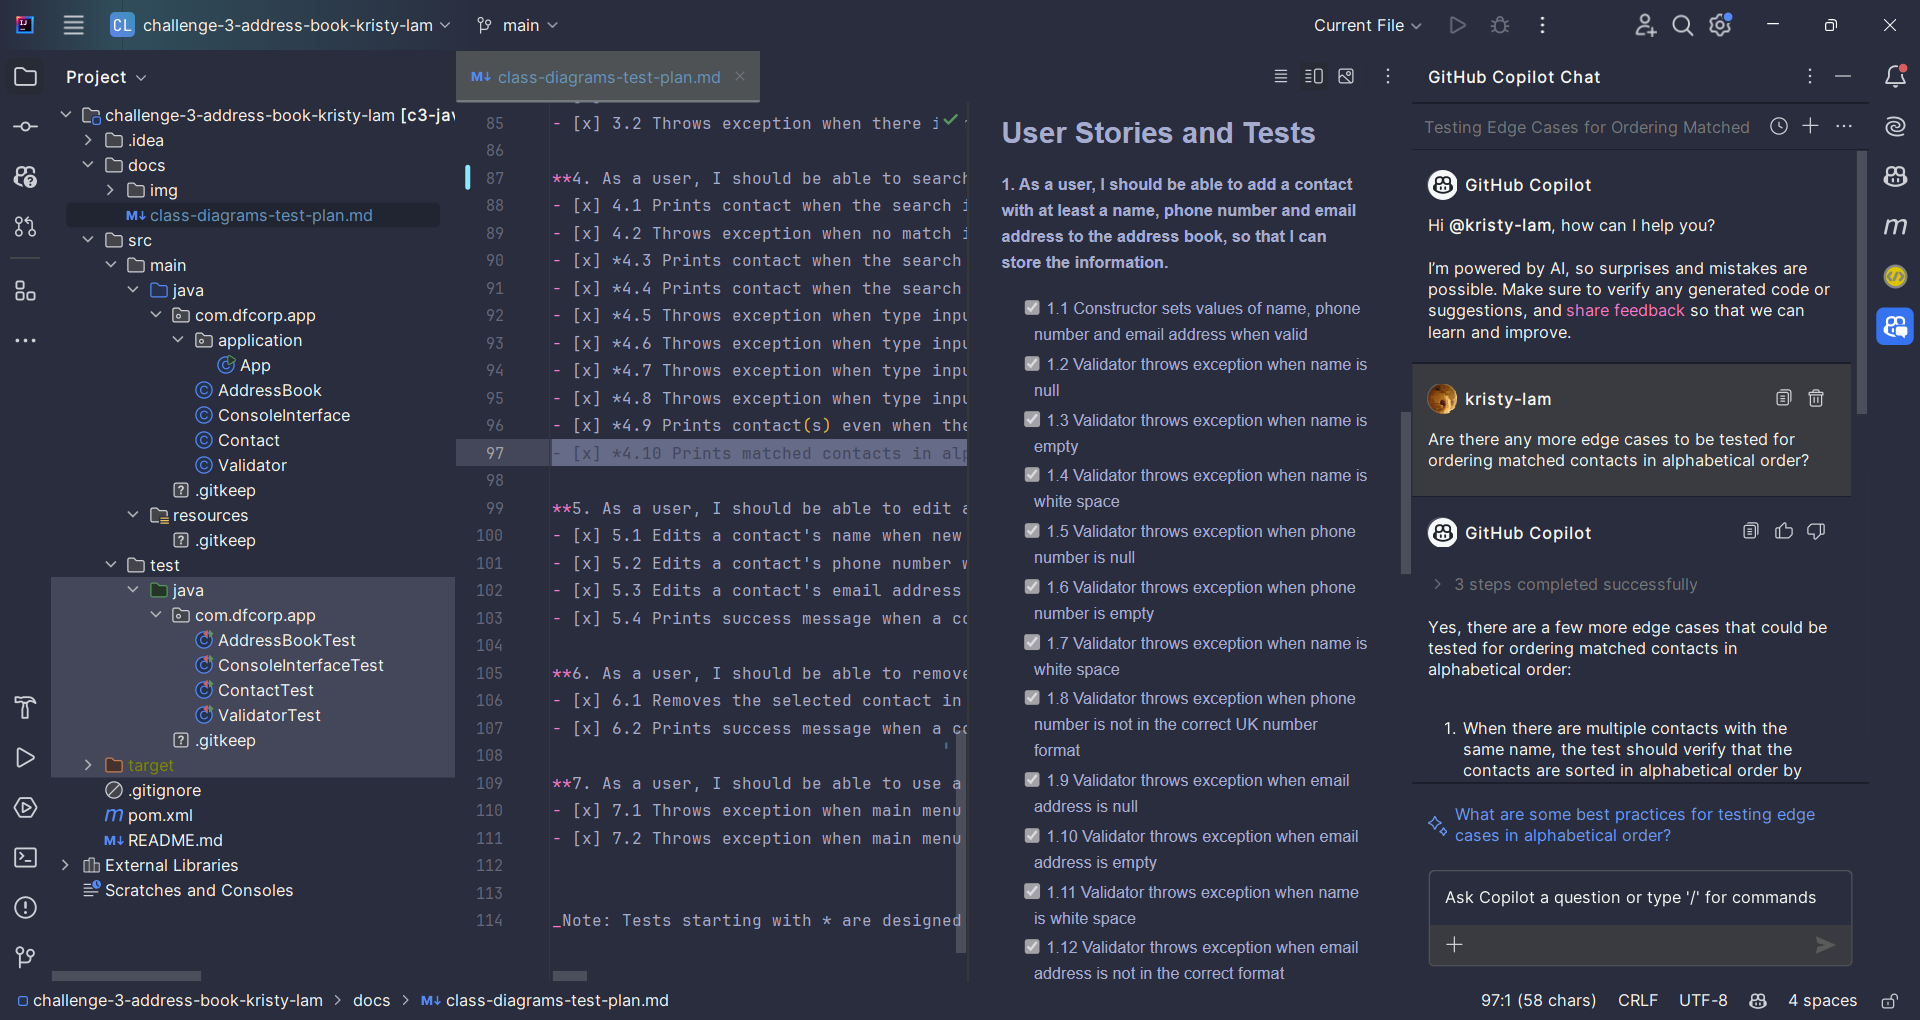 CL challenge-3-address-book-kristy-lam
main
Current File
Project
challenge-3-address-book-kristy-lam [c3-jav
.idea
docs
img
M↓ class-diagrams-test-plan.md
src
main
java
com.dfcorp.app
application
App
AddressBook
ConsoleInterface
Contact
Validator
.gitkeep
resources
.gitkeep
test
java
com.dfcorp.app
AddressBookTest
ConsoleInterfaceTest
ContactTest
ValidatorTest
.gitkeep
target
.gitignore
m pom.xml
M↓ README.md
External Libraries
Scratches and Consoles
M↓ class-diagrams-test-plan.md
85 - [x] 3.2 Throws exception when there i
86
87 **4. As a user, I should be able to search
88 - [x] 4.1 Prints contact when the search i
89 - [x] 4.2 Throws exception when no match i
90 - [x] *4.3 Prints contact when the search
91 - [x] *4.4 Prints contact when the search
92 - [x] *4.5 Throws exception when type inpu
93 - [x] *4.6 Throws exception when type inpu
94 - [x] *4.7 Throws exception when type inpu
95 - [x] *4.8 Throws exception when type inpu
96 - [x] *4.9 Prints contact(s) even when the
97 - [x] *4.10 Prints matched contacts in alp
98
99 **5. As a user, I should be able to edit a
100 - [x] 5.1 Edits a contact's name when new
101 - [x] 5.2 Edits a contact's phone number w
102 - [x] 5.3 Edits a contact's email address
103 - [x] 5.4 Prints success message when a co
104
105 **6. As a user, I should be able to remove
106 - [x] 6.1 Removes the selected contact in
107 - [x] 6.2 Prints success message when a co
108
109 **7. As a user, I should be able to use a
110 - [x] 7.1 Throws exception when main menu
111 - [x] 7.2 Throws exception when main menu
112
113
114 _Note: Tests starting with * are designed
User Stories and Tests
1. As a user, I should be able to add a contact
with at least a name, phone number and email
address to the address book, so that I can
store the information.
1.1 Constructor sets values of name, phone
number and email address when valid
1.2 Validator throws exception when name is
null
1.3 Validator throws exception when name is
empty
1.4 Validator throws exception when name is
white space
1.5 Validator throws exception when phone
number is null
1.6 Validator throws exception when phone
number is empty
1.7 Validator throws exception when name is
white space
1.8 Validator throws exception when phone
number is not in the correct UK number
format
1.9 Validator throws exception when email
address is null
1.10 Validator throws exception when email
address is empty
1.11 Validator throws exception when name
is white space
1.12 Validator throws exception when email
address is not in the correct format
GitHub Copilot Chat
Testing Edge Cases for Ordering Matched
GitHub Copilot
Hi @kristy-lam, how can I help you?
I'm powered by AI, so surprises and mistakes are
possible. Make sure to verify any generated code or
suggestions, and share feedback so that we can
learn and improve.
kristy-lam
Are there any more edge cases to be tested for
ordering matched contacts in alphabetical order?
GitHub Copilot
3 steps completed successfully
Yes, there are a few more edge cases that could be
tested for ordering matched contacts in
alphabetical order:
1. When there are multiple contacts with the
same name, the test should verify that the
contacts are sorted in alphabetical order by
What are some best practices for testing edge
cases in alphabetical order?
Ask Copilot a question or type '/' for commands
m
challenge-3-address-book-kristy-lam > docs > M↓ class-diagrams-test-plan.md
97:1 (58 chars) CRLF UTF-8 4 spaces